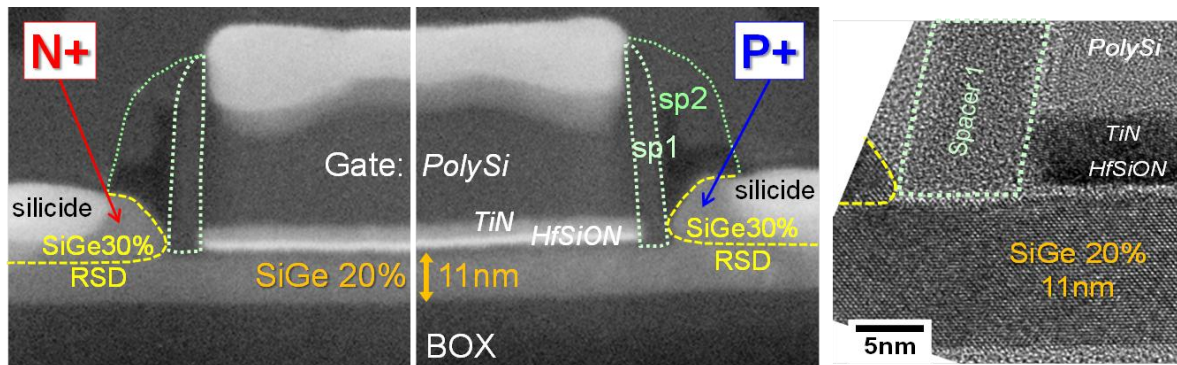 N+
P+
sp2
sp1
Gate: PolySi
silicide
silicide
TiN
HfSiON
SiGe30%
RSD
SiGe30%
RSD
SiGe 20%
11nm
BOX
PolySi
Spacer 1
TiN
HfSiON
SiGe 20%
11nm
5nm